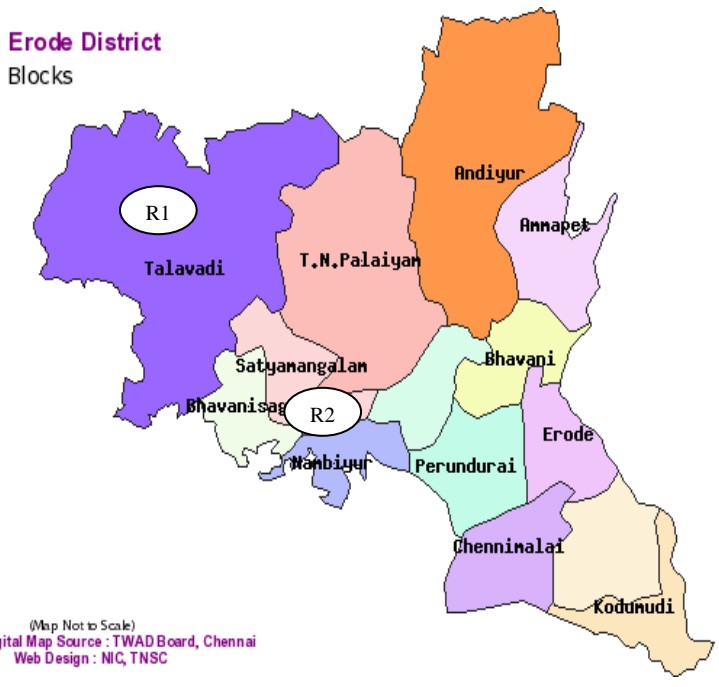 Erode District
Blocks
Andiyur
R1
Ammapet
T.N.Palaiyam
Talavadi
Bhavani
Satyamangalam
Bhavanisag
R2
Erode
Nambiyur
Perundurai
Chennimalai
Kodumudi
(Map Not to Scale)
gital Map Source : TWAD Board, Chennai
Web Design : NIC, TNSC